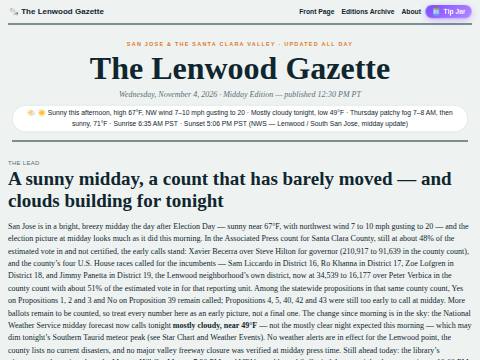 The Lenwood Gazette
Front Page Editions Archive About Tip Jar
SAN JOSE & THE SANTA CLARA VALLEY · UPDATED ALL DAY
The Lenwood Gazette
Wednesday, November 4, 2026 · Midday Edition — published 12:30 PM PT
Sunny this afternoon, high 67°F, NW wind 7–10 mph gusting to 20 · Mostly cloudy tonight, low 49°F · Thursday patchy fog 7–8 AM, then
sunny, 71°F · Sunrise 6:35 AM PST · Sunset 5:06 PM PST (NWS — Lenwood / South San Jose, midday update)
THE LEAD
A sunny midday, a count that has barely moved — and
clouds building for tonight
San Jose is in a bright, breezy midday the day after Election Day — sunny near 67°F, with northwest wind 7 to 10 mph gusting to 20 — and the
election picture at midday looks much as it did this morning. In the Associated Press count for Santa Clara County, still at about 48% of the
estimated vote in and not certified, the early calls stand: Xavier Becerra over Steve Hilton for governor (210,917 to 91,639 in the county count),
and the county's four U.S. House races called for the incumbents — Sam Liccardo in District 16, Ro Khanna in District 17, Zoe Lofgren in
District 18, and Jimmy Panetta in District 19, the Lenwood neighborhood's own district, now at 34,539 to 16,177 over Peter Verbica in the
county count with about 51% of the estimated vote in for that report unit. Among the statewide propositions in that same county count, Yes
on Propositions 1, 2 and 3 and No on Proposition 39 remain called; Propositions 4, 5, 40, 42 and 43 were still too early to call at midday. More
ballots remain to be counted, so treat every number here as an early picture, not a final one. The change since morning is in the sky: the National
Weather Service midday forecast now calls tonight mostly cloudy, near 49°F — not the mostly clear night expected this morning — which may
dim tonight's Southern Taurid meteor peak (see Star Chart and Weather Events). No weather alerts are in effect for the Lenwood point, the
county lists no current disasters, and no major valley freeway closure was verified at midday press time. Still ahead today: the library's